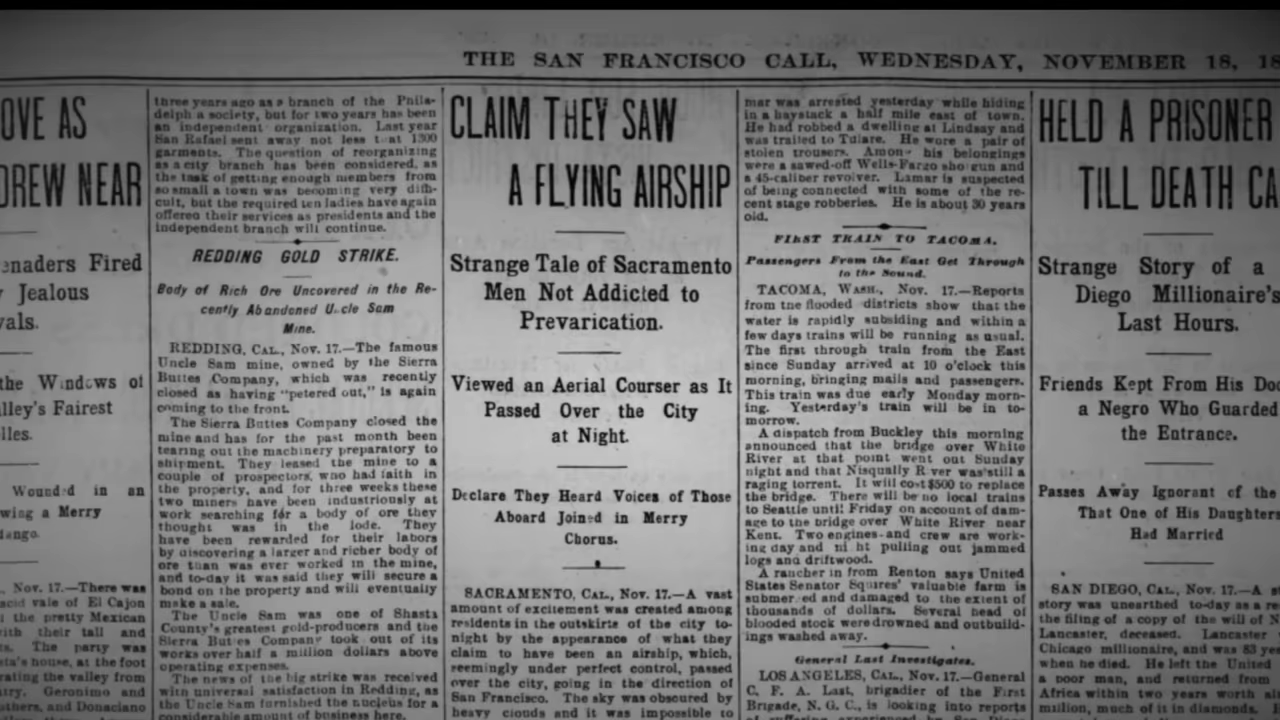 THE SAN FRANCISCO CALL, WEDNESDAY, NOVEMBER 18, 18
OVE AS
DREW NEAR
enaders Fired
Jealous
vals.
the Windows of
lley's Fairest
lles.
Wounded in an
wing a Merry
dango.
Nov. 17.—There was
vale of El Cajon
the pretty Mexican
with their tall and
The party was
ta's house, at the foot
rating the valley from
try. Geronimo and
thers, and Donaciano
three years ago as a branch of the Phila-
delph a society, but for two years has been
an independent organization. Last year
San Rafael sent away not less t at 1300
garments. The question of reorganizing
as a city branch has been considered, as
the task of getting enough members from
so small a town was becoming very diffi-
cult, but the required ten ladies have again
offered their services as presidents and the
independent branch will continue.
REDDING GOLD STRIKE.
Body of Rich Ore Uncovered in the Re-
cently Abandoned U.cle Sam
Mine.
REDDING, CAL., Nov. 17.—The famous
Uncle Sam mine, owned by the Sierra
Buttes Company, which was recently
closed as having "petered out," is again
coming to the front.
The Sierra Buttes Company closed the
mine and has for the past month been
tearing out the machinery preparatory to
shipment. They leased the mine to a
couple of prospectors, who had faith in
the property, and for three weeks these
two miners have been industriously at
work searching for a body of ore they
thought was in the lode. They
have been rewarded for their labors
by discovering a larger and richer body of
ore than was ever worked in the mine,
and to-day it was said they will secure a
bond on the property and will eventually
make a sale.
The Uncle Sam was one of Shasta
County's greatest gold-producers and the
Sierra Buttes Company took out of its
works over half a million dollars above
operating expenses.
The news of the big strike was received
with universal satisfaction in Redding, as
the Uncle Sam furnished the nucleus for a
considerable amount of business here.
CLAIM THEY SAW
A FLYING AIRSHIP
Strange Tale of Sacramento
Men Not Addicted to
Prevarication.
Viewed an Aerial Courser as It
Passed Over the City
at Night.
Declare They Heard Voices of Those
Aboard Joined in Merry
Chorus.
SACRAMENTO, CAL., Nov. 17.—A vast
amount of excitement was created among
residents in the outskirts of the city to-
night by the appearance of what they
claim to have been an airship, which,
seemingly under perfect control, passed
over the city, going in the direction of
San Francisco. The sky was obscured by
heavy clouds and it was impossible to
mar was arrested yesterday while hiding
in a haystack a half mile east of town.
He had robbed a dwelling at Lindsay and
was trailed to Tulare. He wore a pair of
stolen trousers. Amon his belongings
were a sawed-off Wells-Fargo sho gun and
a 45-caliber revolver. Lamar is suspected
of being connected with some of the re-
cent stage robberies. He is about 30 years
old.
FIRST TRAIN TO TACOMA.
Passengers From the East Get Through
to the Sound.
TACOMA, WASH., Nov. 17.—Reports
from the flooded districts show that the
water is rapidly subsiding and within a
few days trains will be running as usual.
The first through train from the East
since Sunday arrived at 10 o'clock this
morning, bringing mails and passengers.
This train was due early Monday morn-
ing. Yesterday's train will be in to-
morrow.
A dispatch from Buckley this morning
announced that the bridge over White
River at that point went out Sunday
night and that Nisqually R ver was still a
raging torrent. It will cost $500 to replace
the bridge. There will be no local trains
to Seattle until Friday on account of dam-
age to the bridge over White River near
Kent. Two engines and crew are work-
ing day and ni ht pulling out jammed
logs and driftwood.
A rancher in from Renton says United
States Senator Squires' valuable farm is
submer ed and damaged to the extent of
thousands of dollars. Several head of
blooded stock were drowned and outbuild-
ings washed away.
General Last Investigates.
LOS ANGELES, CAL., Nov. 17.—General
C. F. A. Last, brigadier of the First
Brigade, N. G. C., is looking into reports
HELD A PRISONER
TILL DEATH CA
Strange Story of a
Diego Millionaire's
Last Hours.
Friends Kept From His Doo
a Negro Who Guarded
the Entrance.
Passes Away Ignorant of the
That One of His Daughters
Had Married
SAN DIEGO, CAL., Nov. 17.—A s
story was unearthed to-day as a re
the filing of a copy of the will of N
Lancaster, deceased. Lancaster
Chicago millionaire, and was 83 ye
when he died. He left the United
a poor man, and returned from
Africa within two years worth si
million, much of it in diamonds.